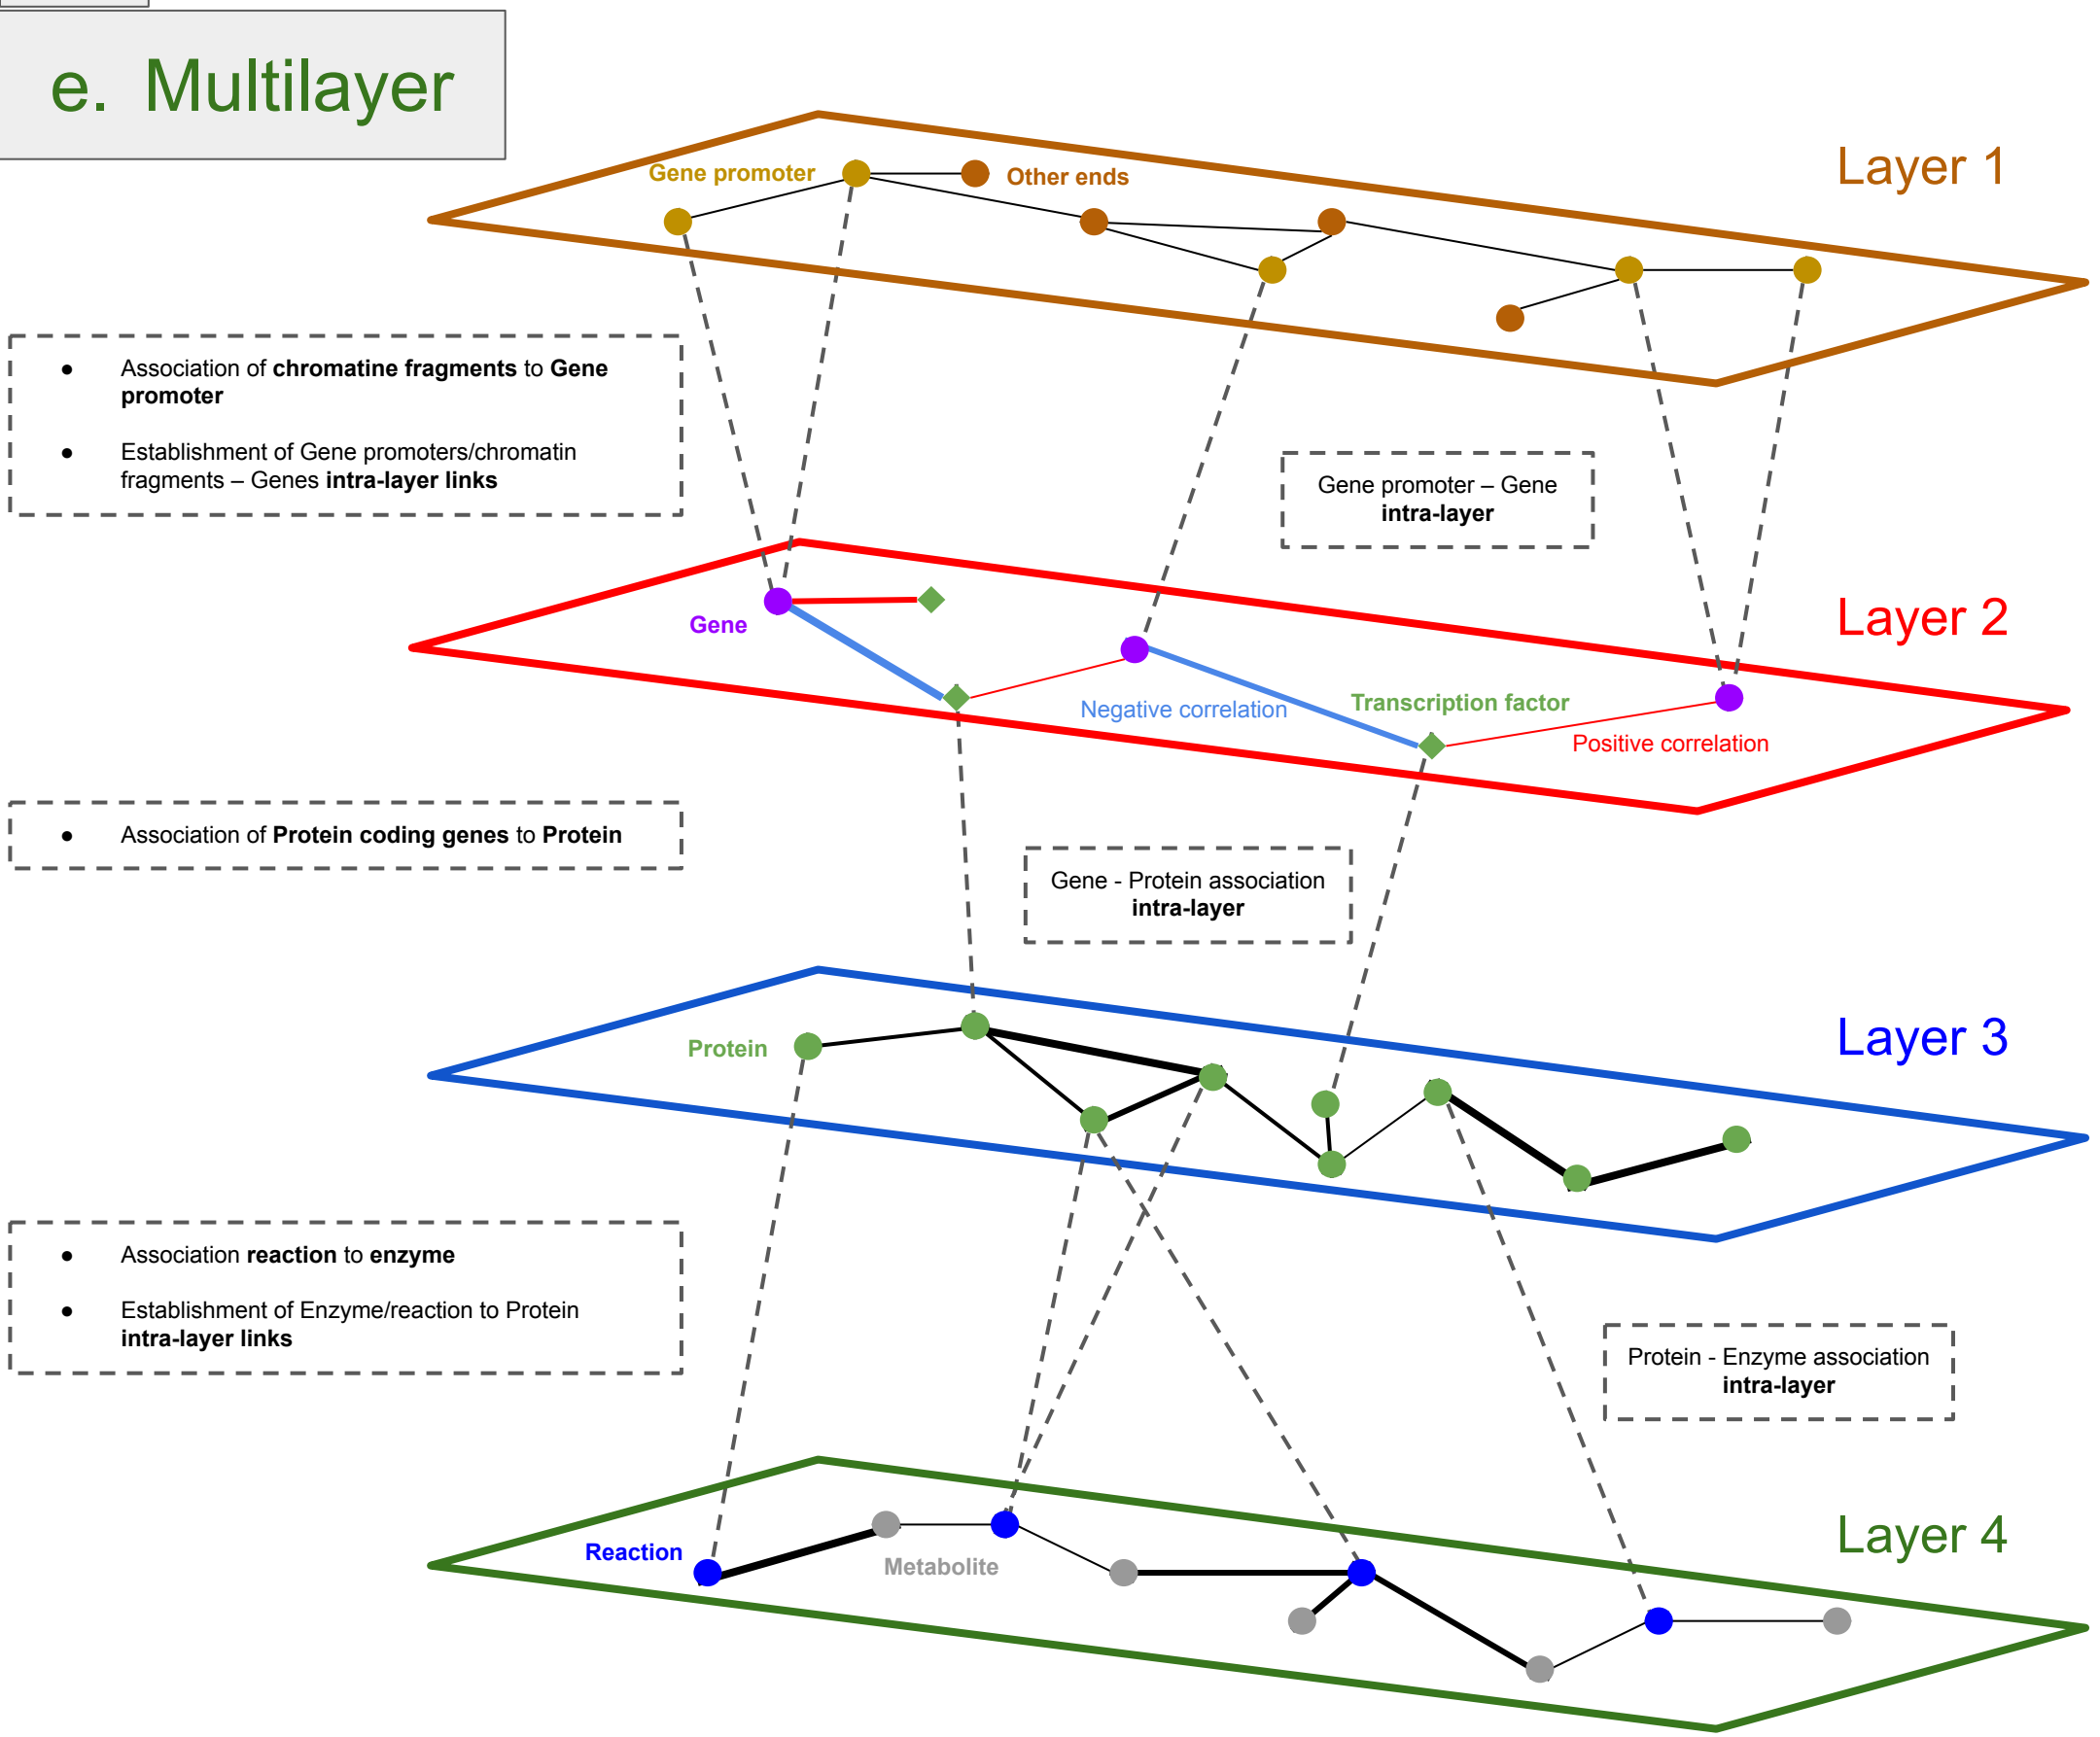 e. Multilayer
Layer 1
Gene promoter
Other ends
● Association of chromatine fragments to Gene
promoter
● Establishment of Gene promoters/chromatin
fragments – Genes intra-layer links
Gene promoter – Gene
intra-layer
Layer 2
Gene
Negative correlation
Transcription factor
Positive correlation
● Association of Protein coding genes to Protein
Gene - Protein association
intra-layer
Layer 3
Protein
● Association reaction to enzyme
● Establishment of Enzyme/reaction to Protein
intra-layer links
Protein - Enzyme association
intra-layer
Layer 4
Reaction
Metabolite